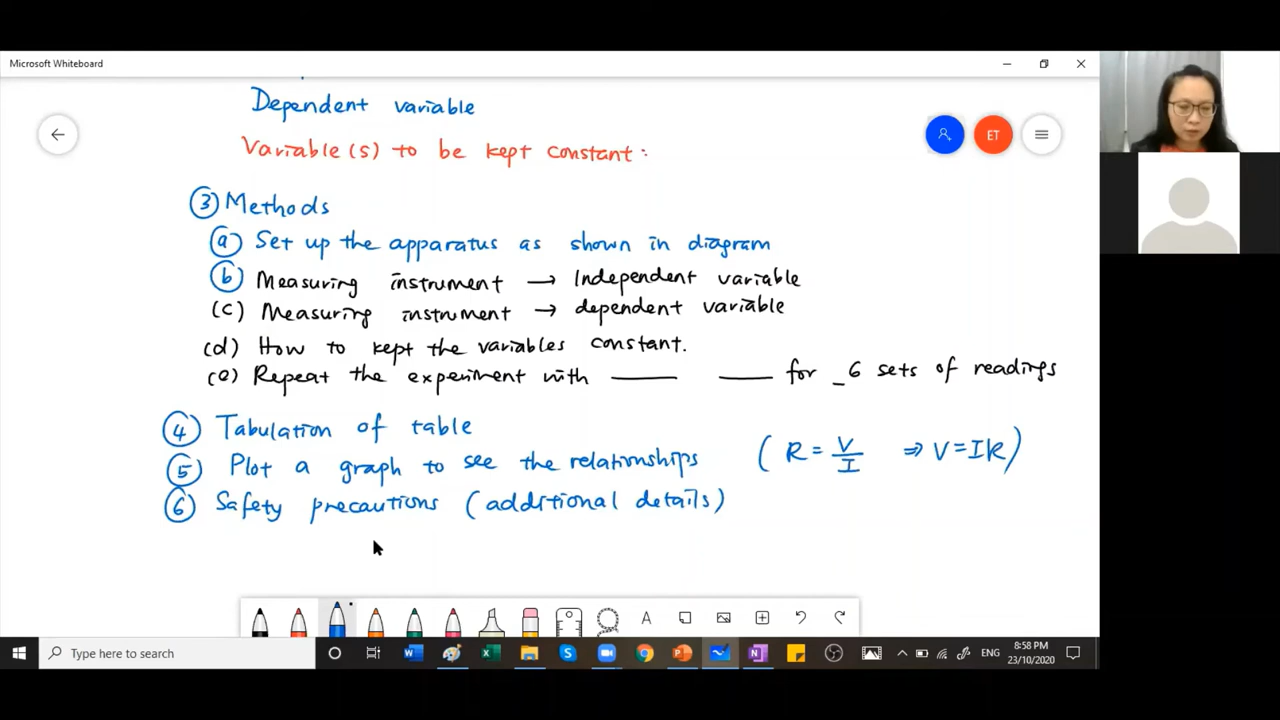 Microsoft Whiteboard
Dependent variable
Variable(s) to be kept constant:
③ Methods
ⓐ Set up the apparatus as shown in diagram
ⓑ Measuring instrument → Independent variable
(c) Measuring instrument → dependent variable
(d) How to kept the variables constant.
(e) Repeat the experiment with ____ ____ for _6 sets of readings
④ Tabulation of table
⑤ Plot a graph to see the relationships (R = V/I ⇒ V=IR)
⑥ Safety precautions (additional details)
ET
A
Type here to search
ENG
8:58 PM
23/10/2020